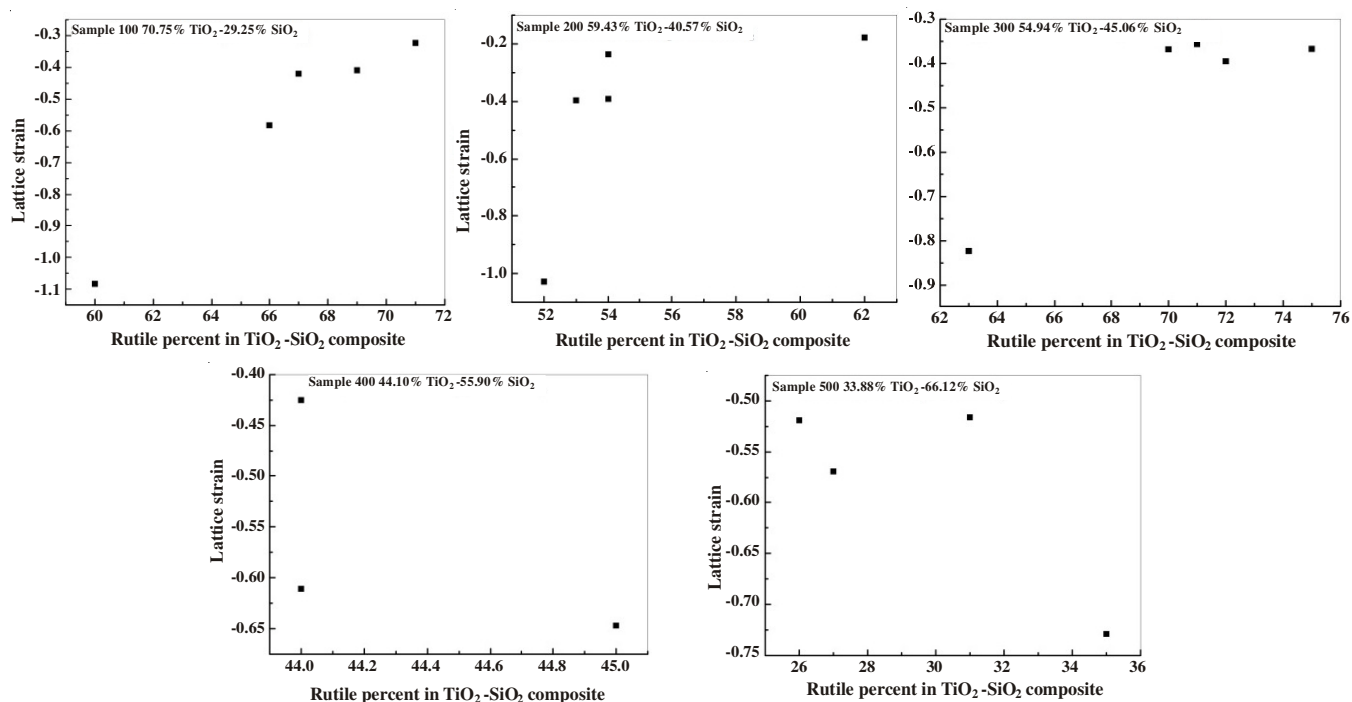 Sample 100 70.75% TiO₂-29.25% SiO₂
-0.3
-0.4
-0.5
-0.6
-0.7
-0.8
-0.9
-1.0
-1.1
Lattice strain
60 62 64 66 68 70 72
Rutile percent in TiO₂-SiO₂ composite
Sample 200 59.43% TiO₂-40.57% SiO₂
-0.2
-0.4
-0.6
-0.8
-1.0
Lattice strain
52 54 56 58 60 62
Rutile percent in TiO₂-SiO₂ composite
Sample 300 54.94% TiO₂-45.06% SiO₂
-0.3
-0.4
-0.5
-0.6
-0.7
-0.8
-0.9
Lattice strain
62 64 66 68 70 72 74 76
Rutile percent in TiO₂-SiO₂ composite
Sample 400 44.10% TiO₂-55.90% SiO₂
-0.40
-0.45
-0.50
-0.55
-0.60
-0.65
Lattice strain
44.0 44.2 44.4 44.6 44.8 45.0
Rutile percent in TiO₂-SiO₂ composite
Sample 500 33.88% TiO₂-66.12% SiO₂
-0.50
-0.55
-0.60
-0.65
-0.70
-0.75
Lattice strain
26 28 30 31 34 36
Rutile percent in TiO₂-SiO₂ composite